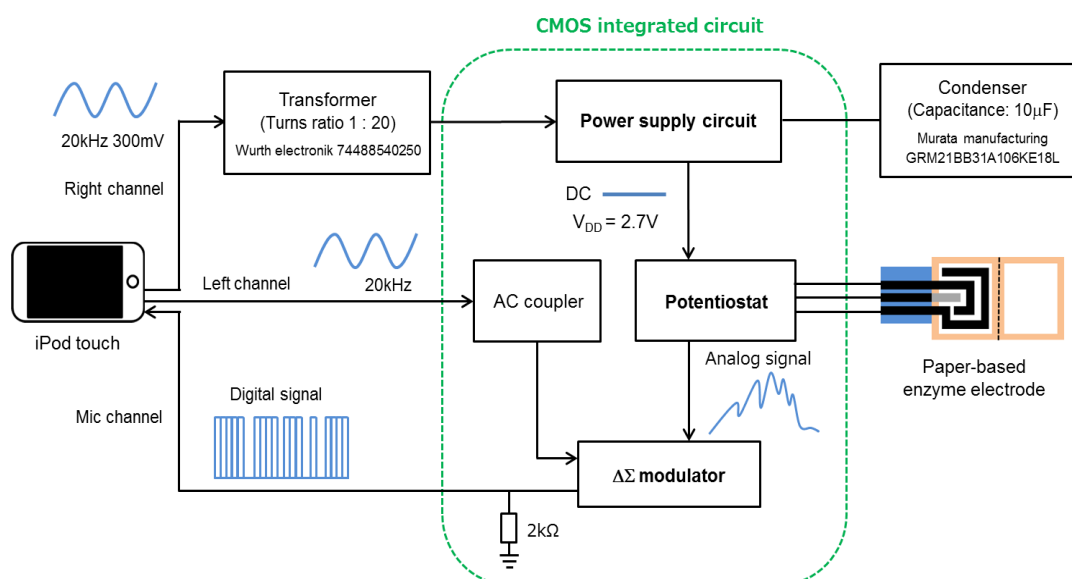 CMOS integrated circuit
20kHz 300mV
Right channel
Transformer
(Turns ratio 1 : 20)
Wurth electronik 74488540250
Power supply circuit
Condenser
(Capacitance: 10μF)
Murata manufacturing
GRM21BB31A106KE18L
DC
VDD = 2.7V
iPod touch
Left channel
20kHz
AC coupler
Potentiostat
Paper-based
enzyme electrode
Mic channel
Digital signal
Analog signal
ΔΣ modulator
2kΩ